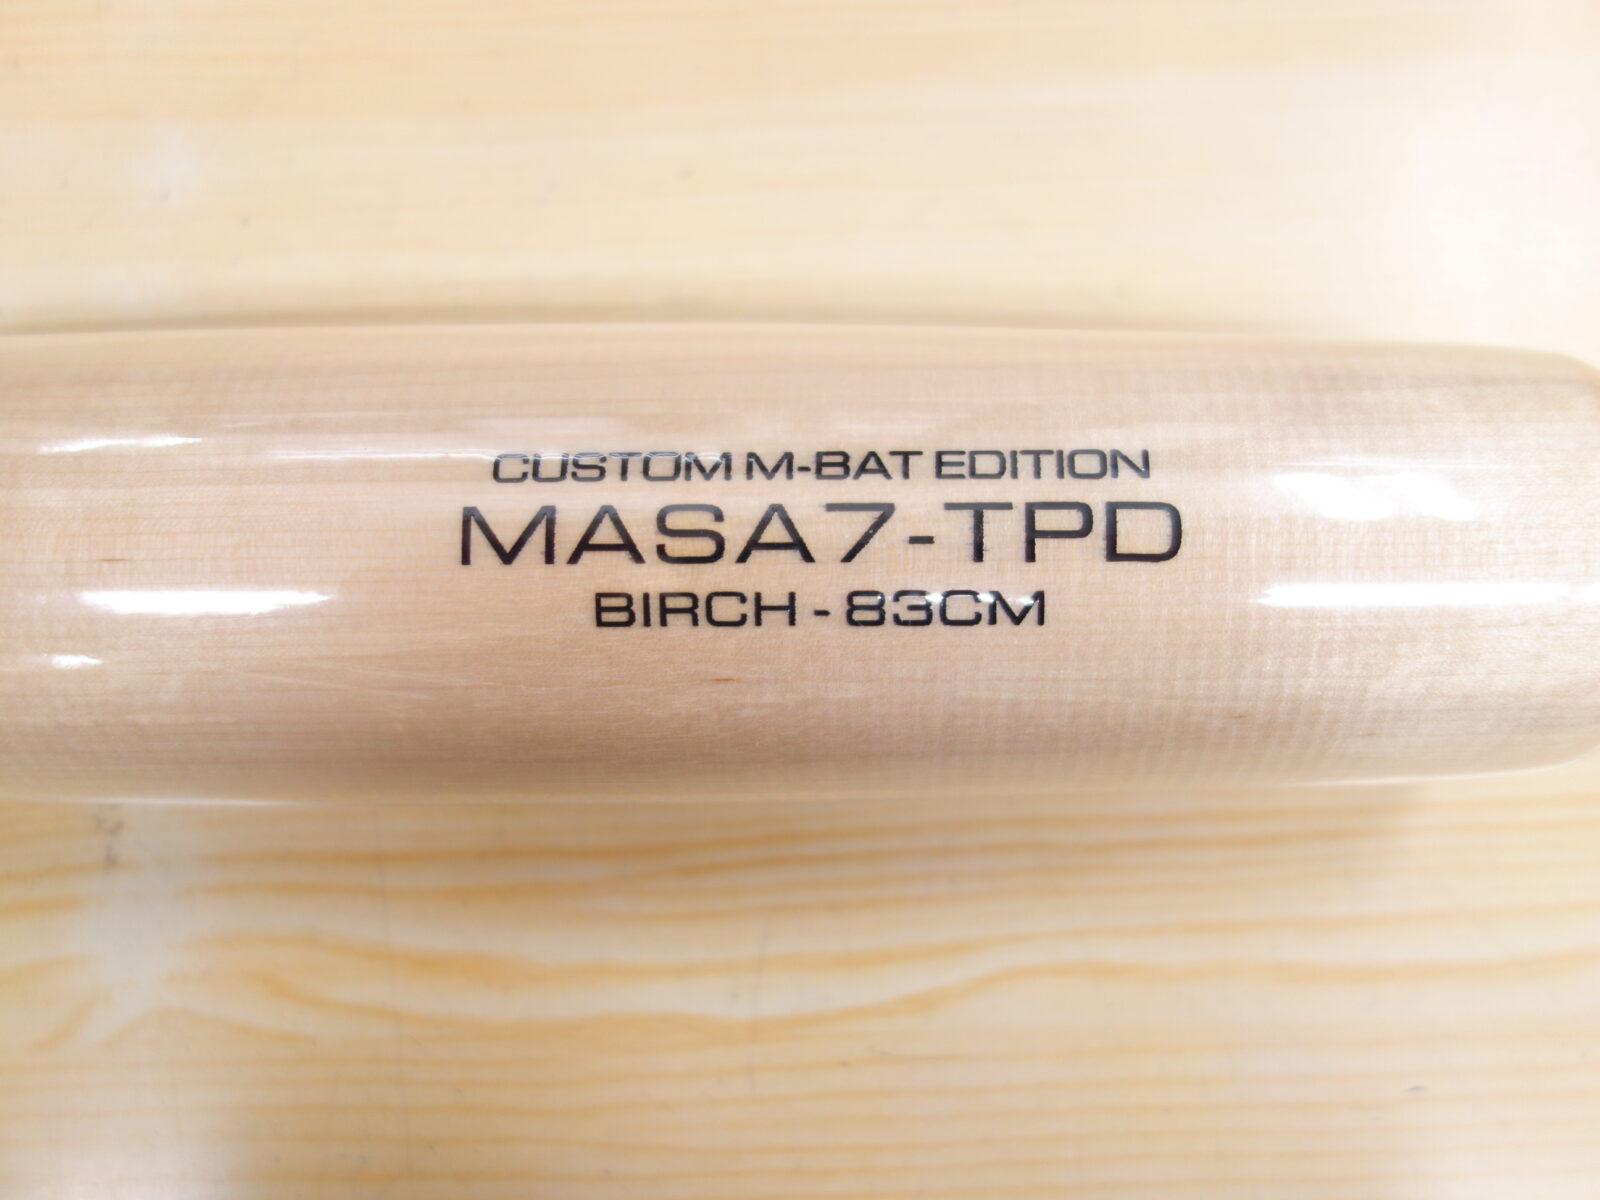 CUSTOM M-BAT EDITION
MASA7-TPD
BIRCH - 83CM